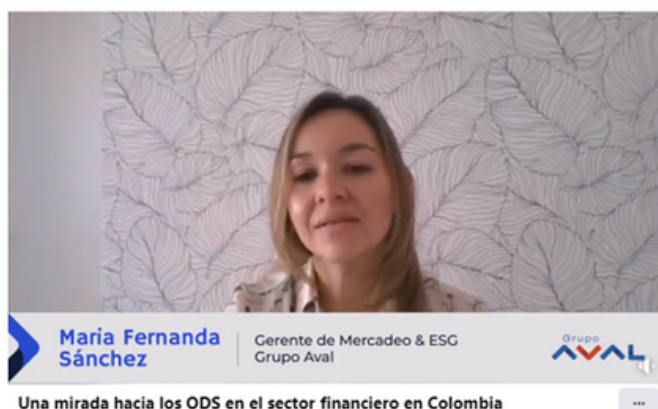 Maria Fernanda
Sánchez
Gerente de Mercadeo & ESG
Grupo Aval
Grupo
AVAL
Una mirada hacia los ODS en el sector financiero en Colombia